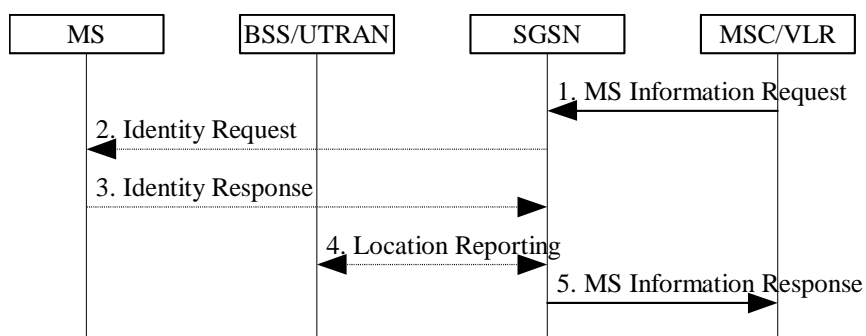 MS
BSS/UTRAN
SGSN
MSC/VLR
1. MS Information Request
2. Identity Request
3. Identity Response
4. Location Reporting
5. MS Information Response